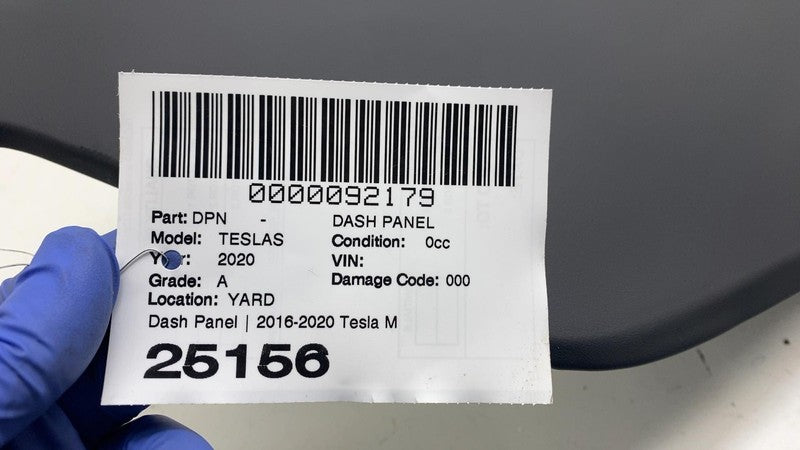 0000092179
Part: DPN - DASH PANEL
Model: TESLAS Condition: 0cc
Year: 2020 VIN:
Grade: A Damage Code: 000
Location: YARD
Dash Panel | 2016-2020 Tesla M
25156